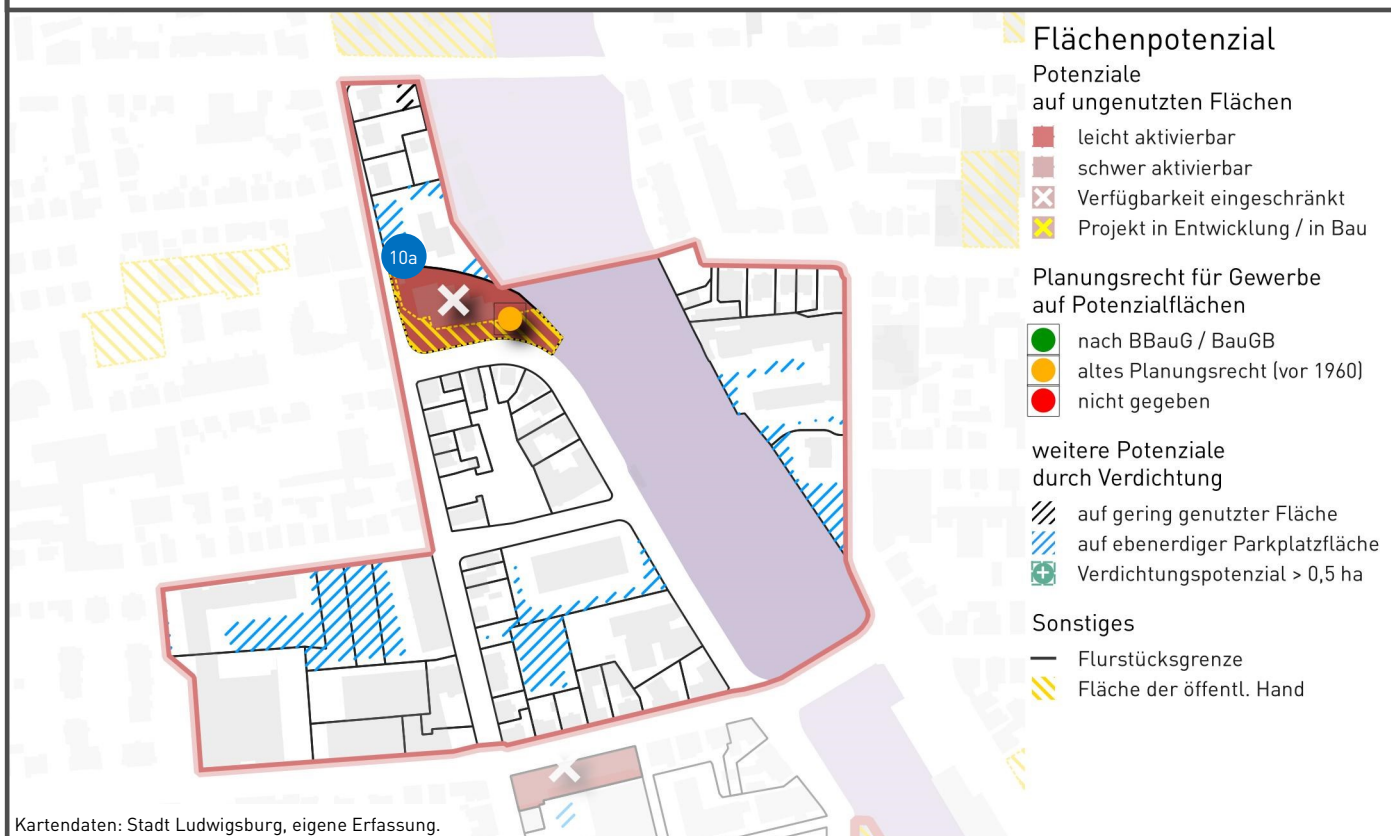 10a
Flächenpotenzial
Potenziale
auf ungenutzten Flächen
leicht aktivierbar
schwer aktivierbar
Verfügbarkeit eingeschränkt
Projekt in Entwicklung / in Bau
Planungsrecht für Gewerbe
auf Potenzialflächen
nach BBauG / BauGB
altes Planungsrecht (vor 1960)
nicht gegeben
weitere Potenziale
durch Verdichtung
auf gering genutzter Fläche
auf ebenerdiger Parkplatzfläche
Verdichtungspotenzial > 0,5 ha
Sonstiges
Flurstücksgrenze
Fläche der öffentl. Hand
Kartendaten: Stadt Ludwigsburg, eigene Erfassung.